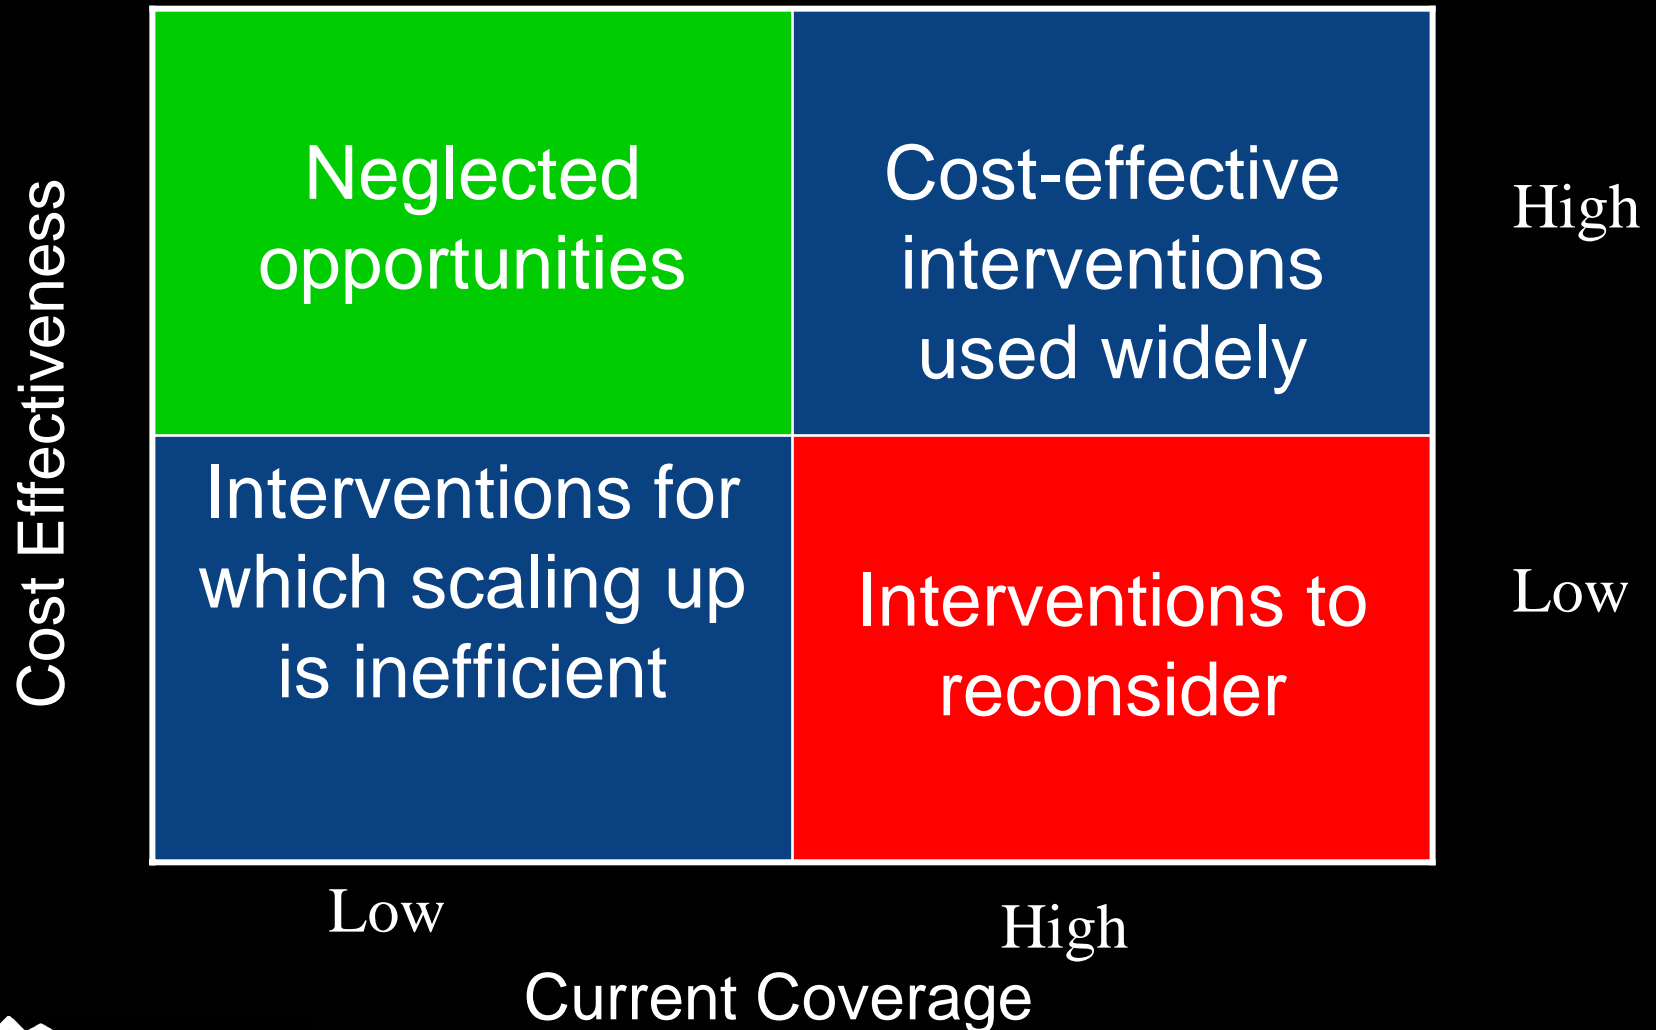 Cost Effectiveness
Neglected
opportunities
Cost-effective
interventions
used widely
High
Interventions for
which scaling up
is inefficient
Interventions to
reconsider
Low
Low
High
Current Coverage